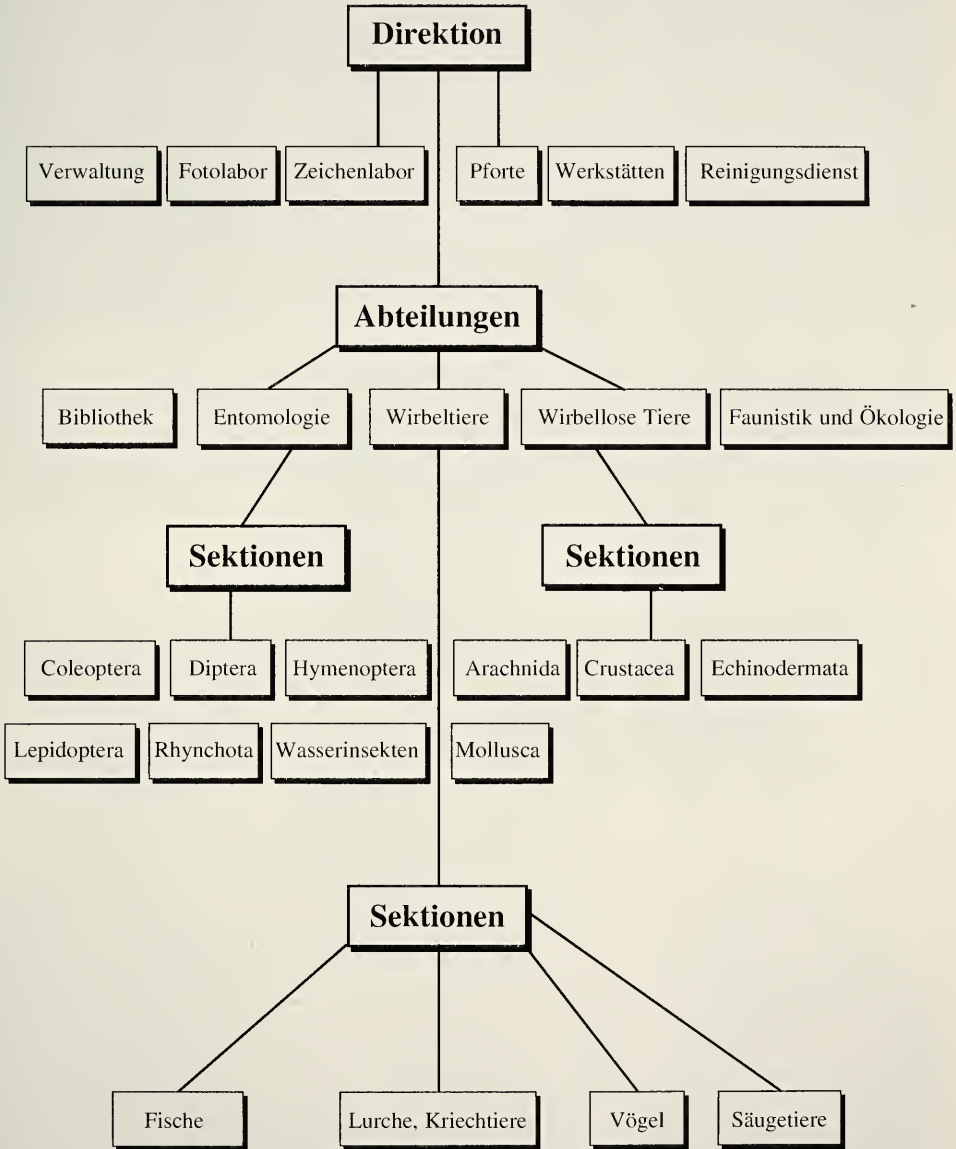 Direktion
Verwaltung Fotolabor Zeichenlabor Pforte Werkstätten Reinigungsdienst
Abteilungen
Bibliothek Entomologie Wirbeltiere Wirbellose Tiere Faunistik und Ökologie
Sektionen Sektionen
Coleoptera Diptera Hymenoptera Arachnida Crustacea Echinodermata
Lepidoptera Rhynchota Wasserinsekten Mollusca
Sektionen
Fische Lurche, Kriechtiere Vögel Säugetiere